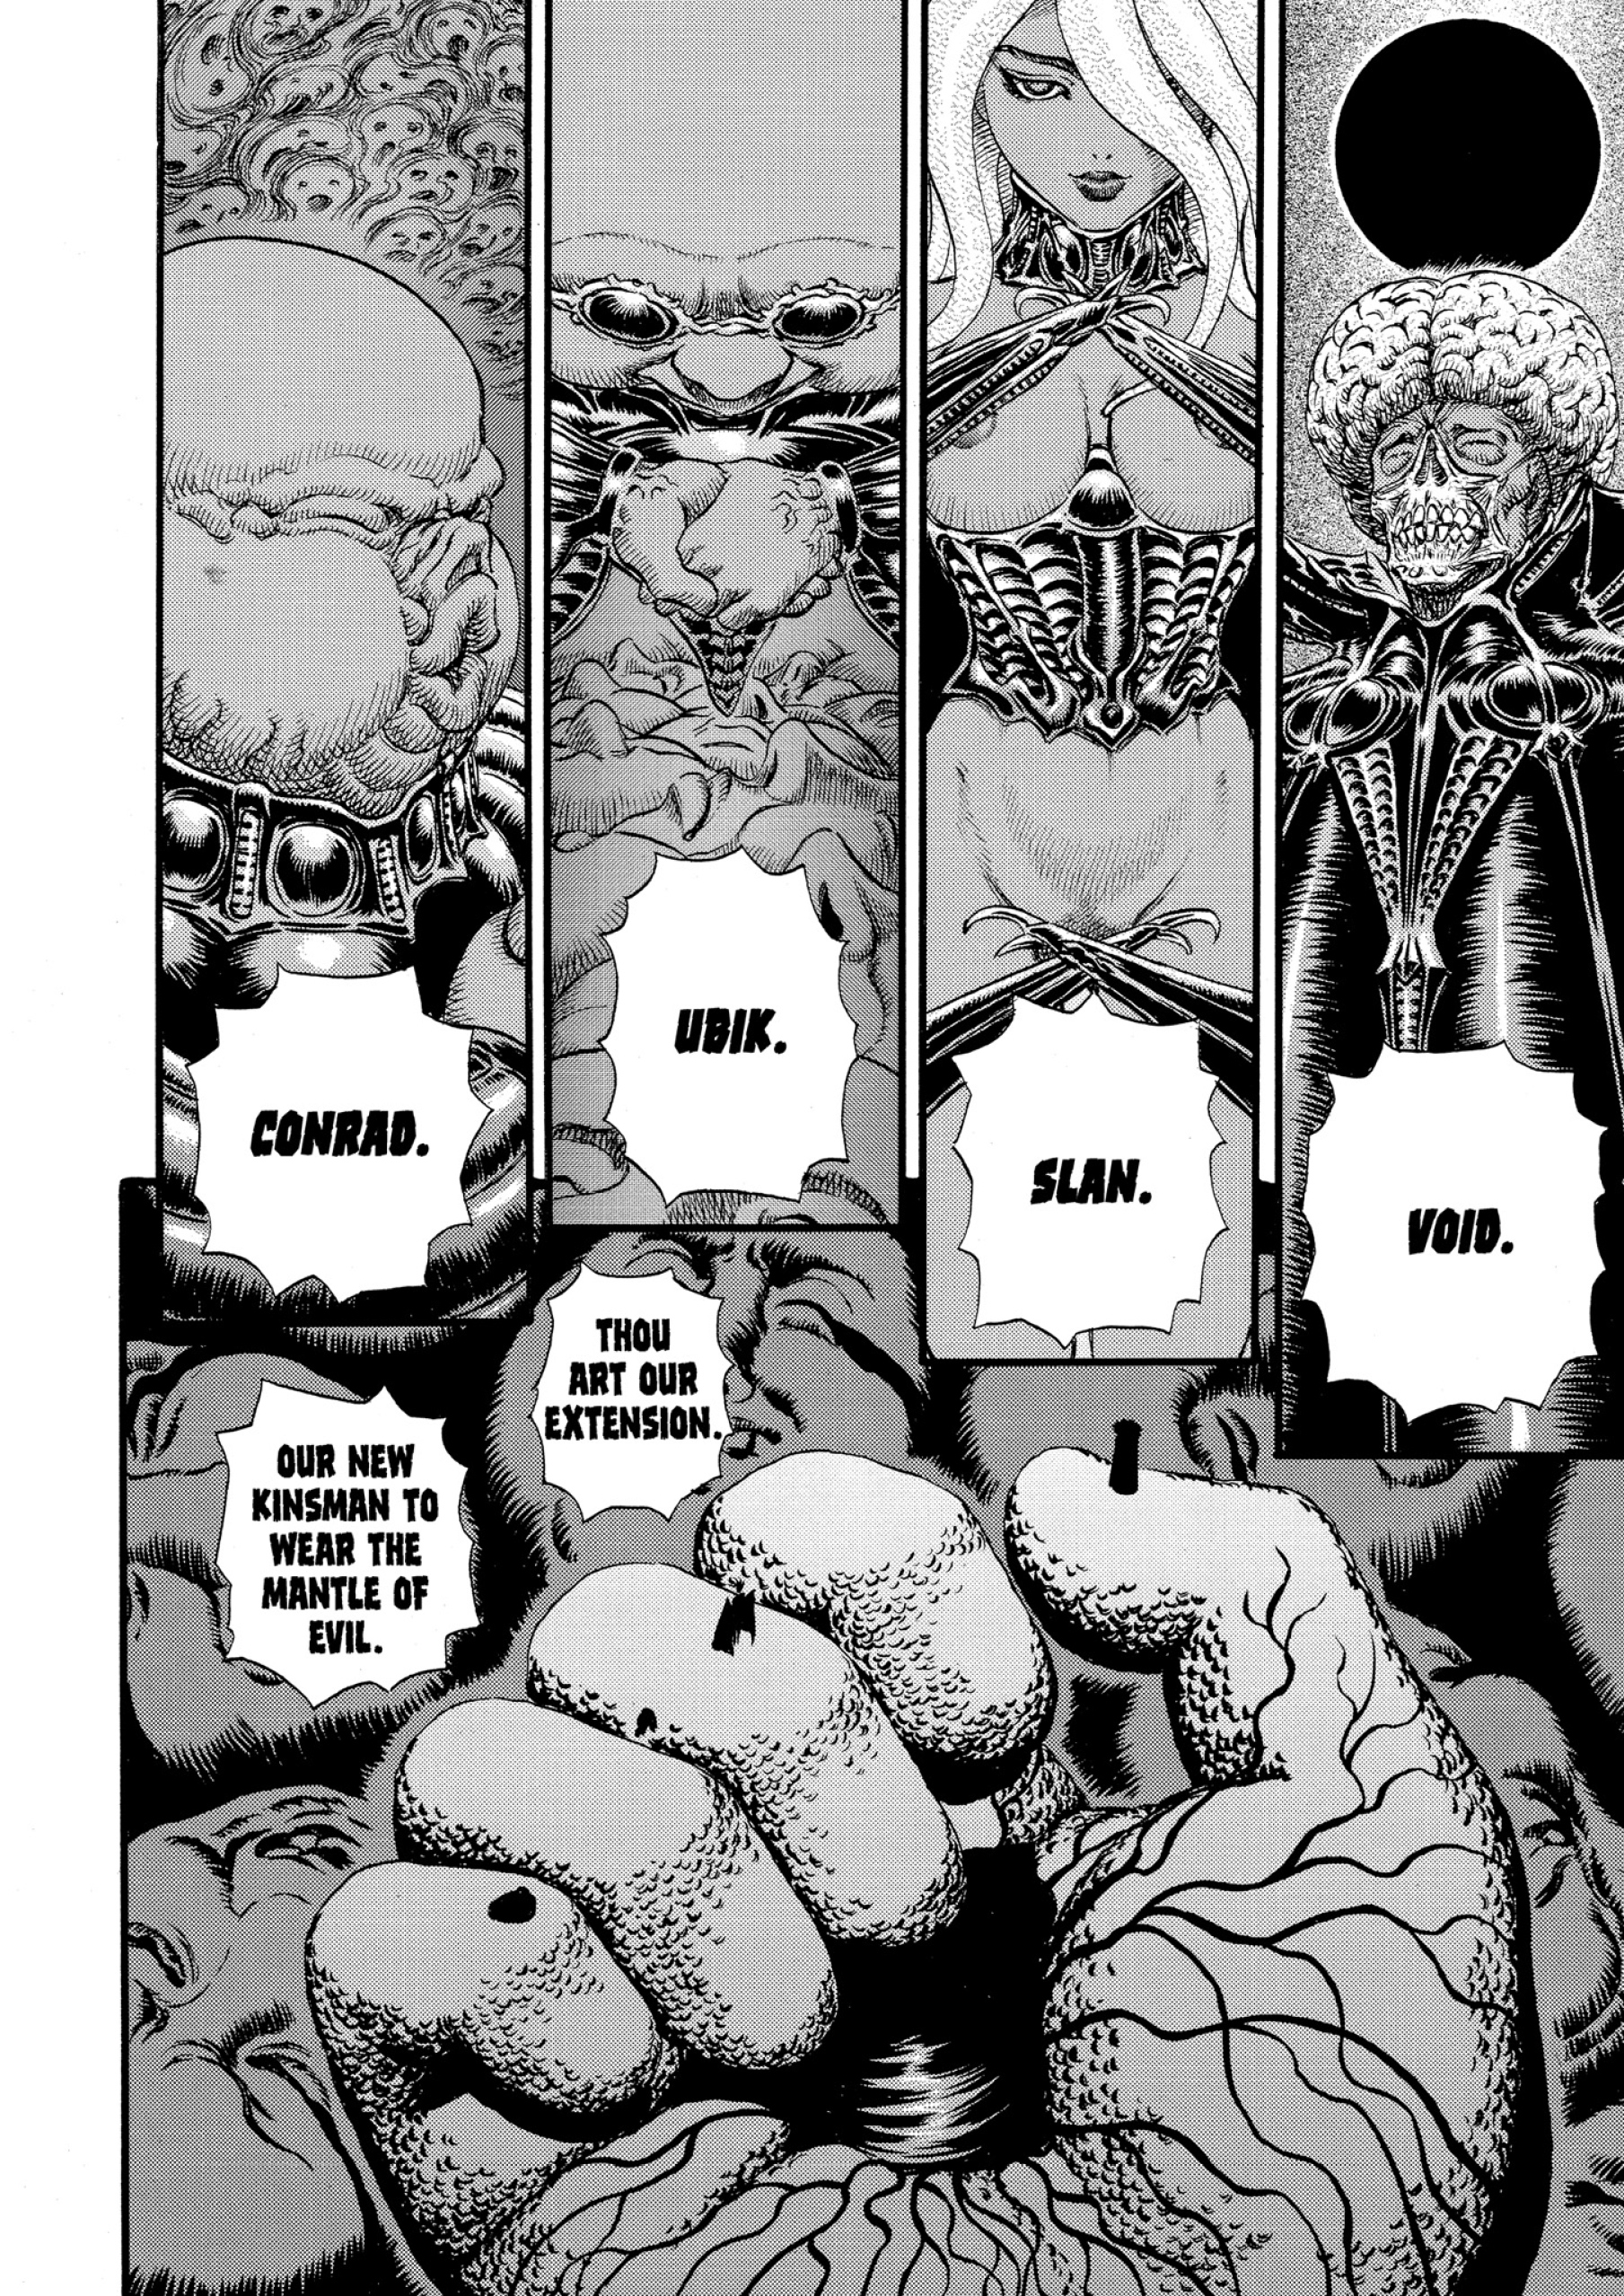 VOID.
SLAN.
UBIK.
CONRAD.
THOU
ART OUR
EXTENSION.
OUR NEW
KINSMAN TO
WEAR THE
MANTLE OF
EVIL.